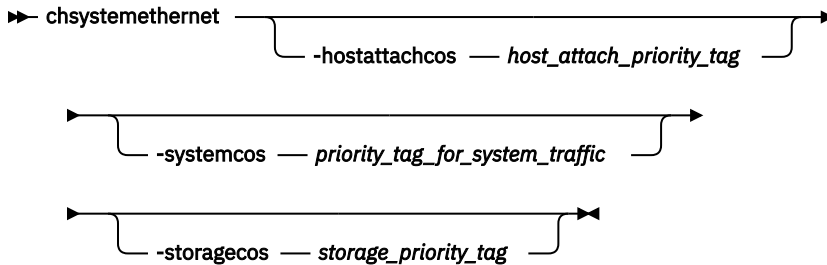 chsystemethernet
-hostattachcos host_attach_priority_tag
-systemcos priority_tag_for_system_traffic
-storagecos storage_priority_tag